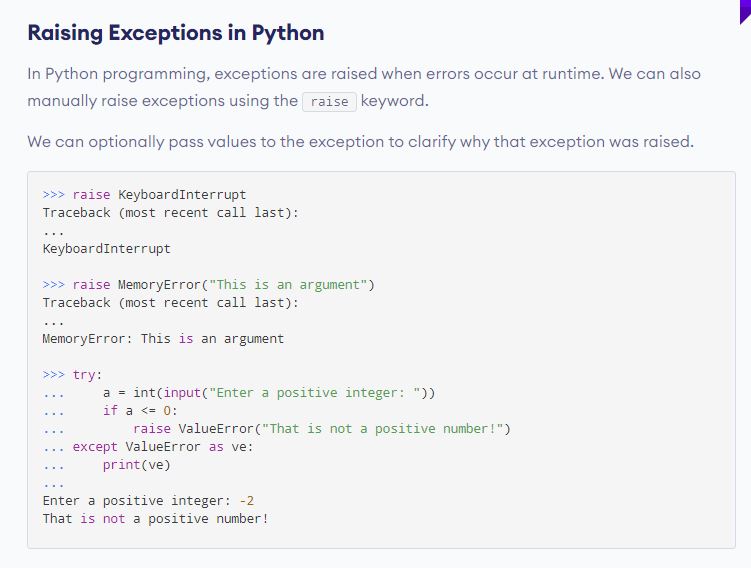 Raising Exceptions in Python
In Python programming, exceptions are raised when errors occur at runtime. We can also
manually raise exceptions using the raise keyword.
We can optionally pass values to the exception to clarify why that exception was raised.
>>> raise KeyboardInterrupt
Traceback (most recent call last):
...
KeyboardInterrupt
>>> raise MemoryError("This is an argument")
Traceback (most recent call last):
...
MemoryError: This is an argument
>>> try:
...     a = int(input("Enter a positive integer: "))
...     if a <= 0:
...         raise ValueError("That is not a positive number!")
... except ValueError as ve:
...     print(ve)
...
Enter a positive integer: -2
That is not a positive number!